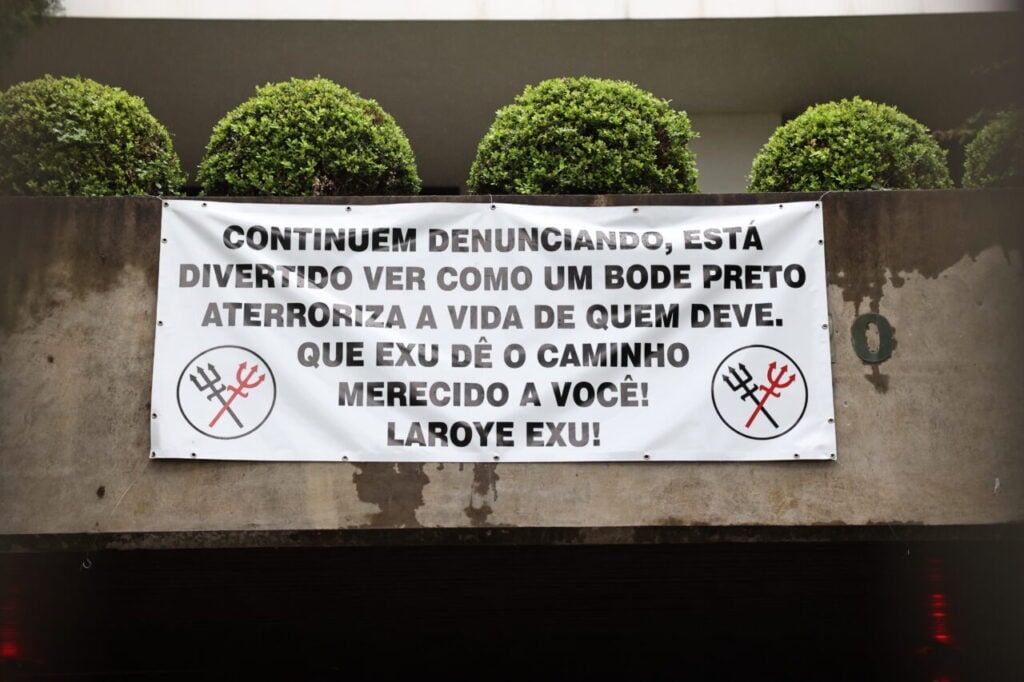 CONTINUEM DENUNCIANDO, ESTÁ
DIVERTIDO VER COMO UM BODE PRETO
ATERRORIZA A VIDA DE QUEM DEVE.
QUE EXU DÊ O CAMINHO
MERECIDO A VOCÊ!
LAROYE EXU!
0